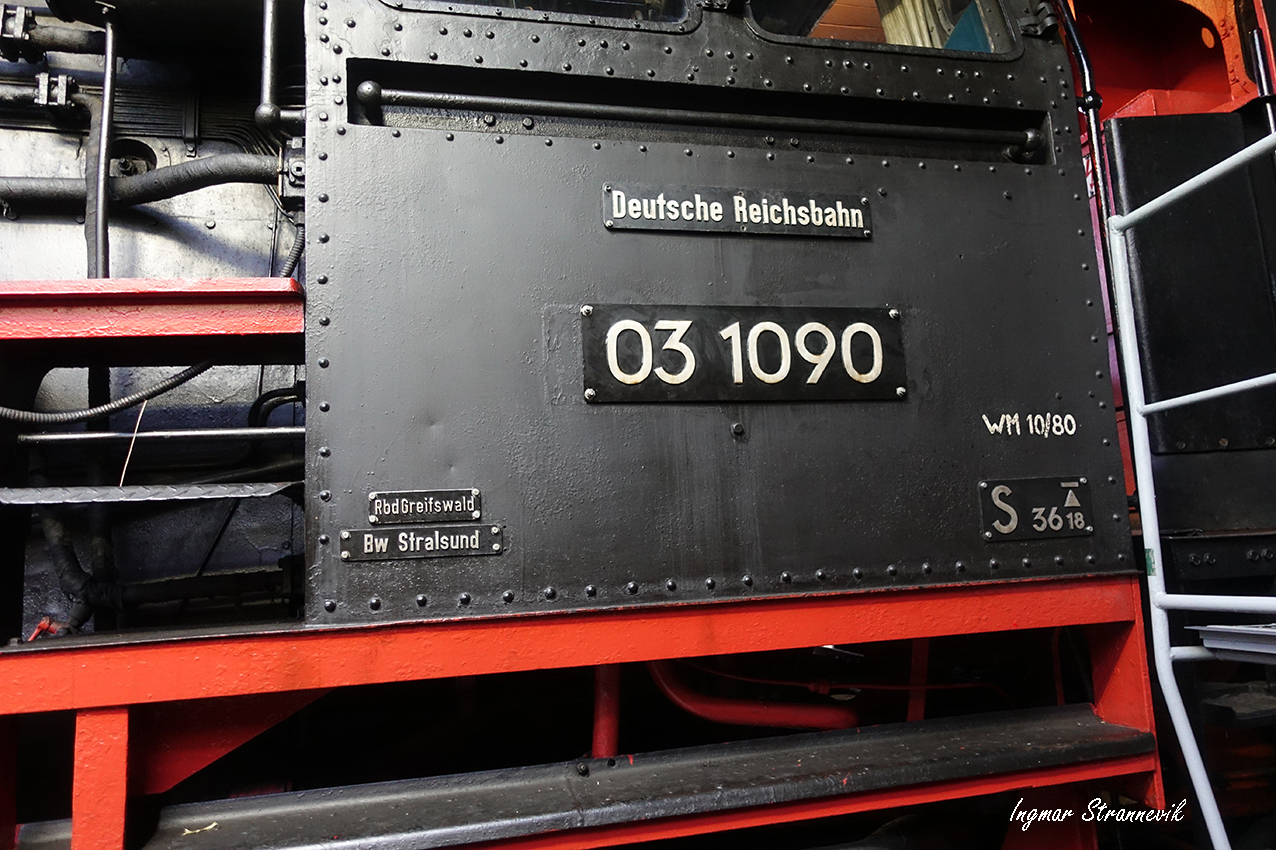 Deutsche Reichsbahn
03 1090
WM 10/80
RbdGreifswald
Bw Stralsund
S 36 18
Ingmar Strannevik